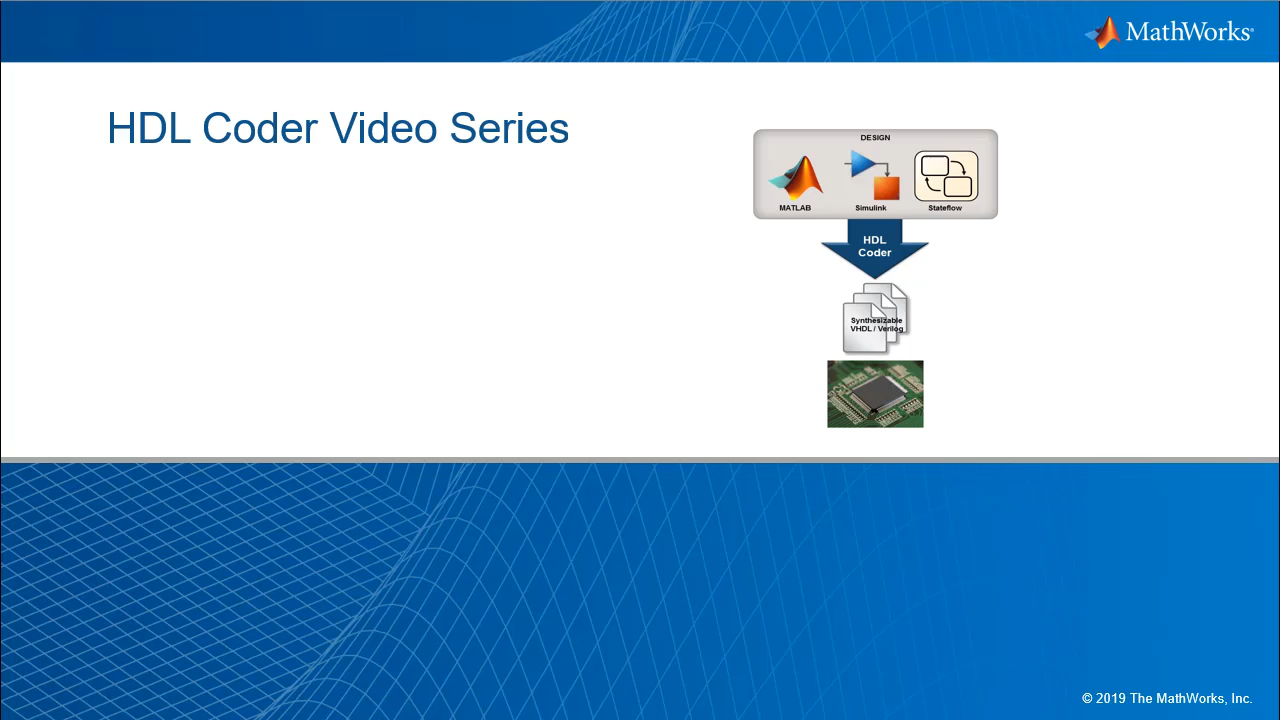 MathWorks®
HDL Coder Video Series
DESIGN
MATLAB
Simulink
Stateflow
HDL
Coder
Synthesizable
VHDL / Verilog
© 2019 The MathWorks, Inc.